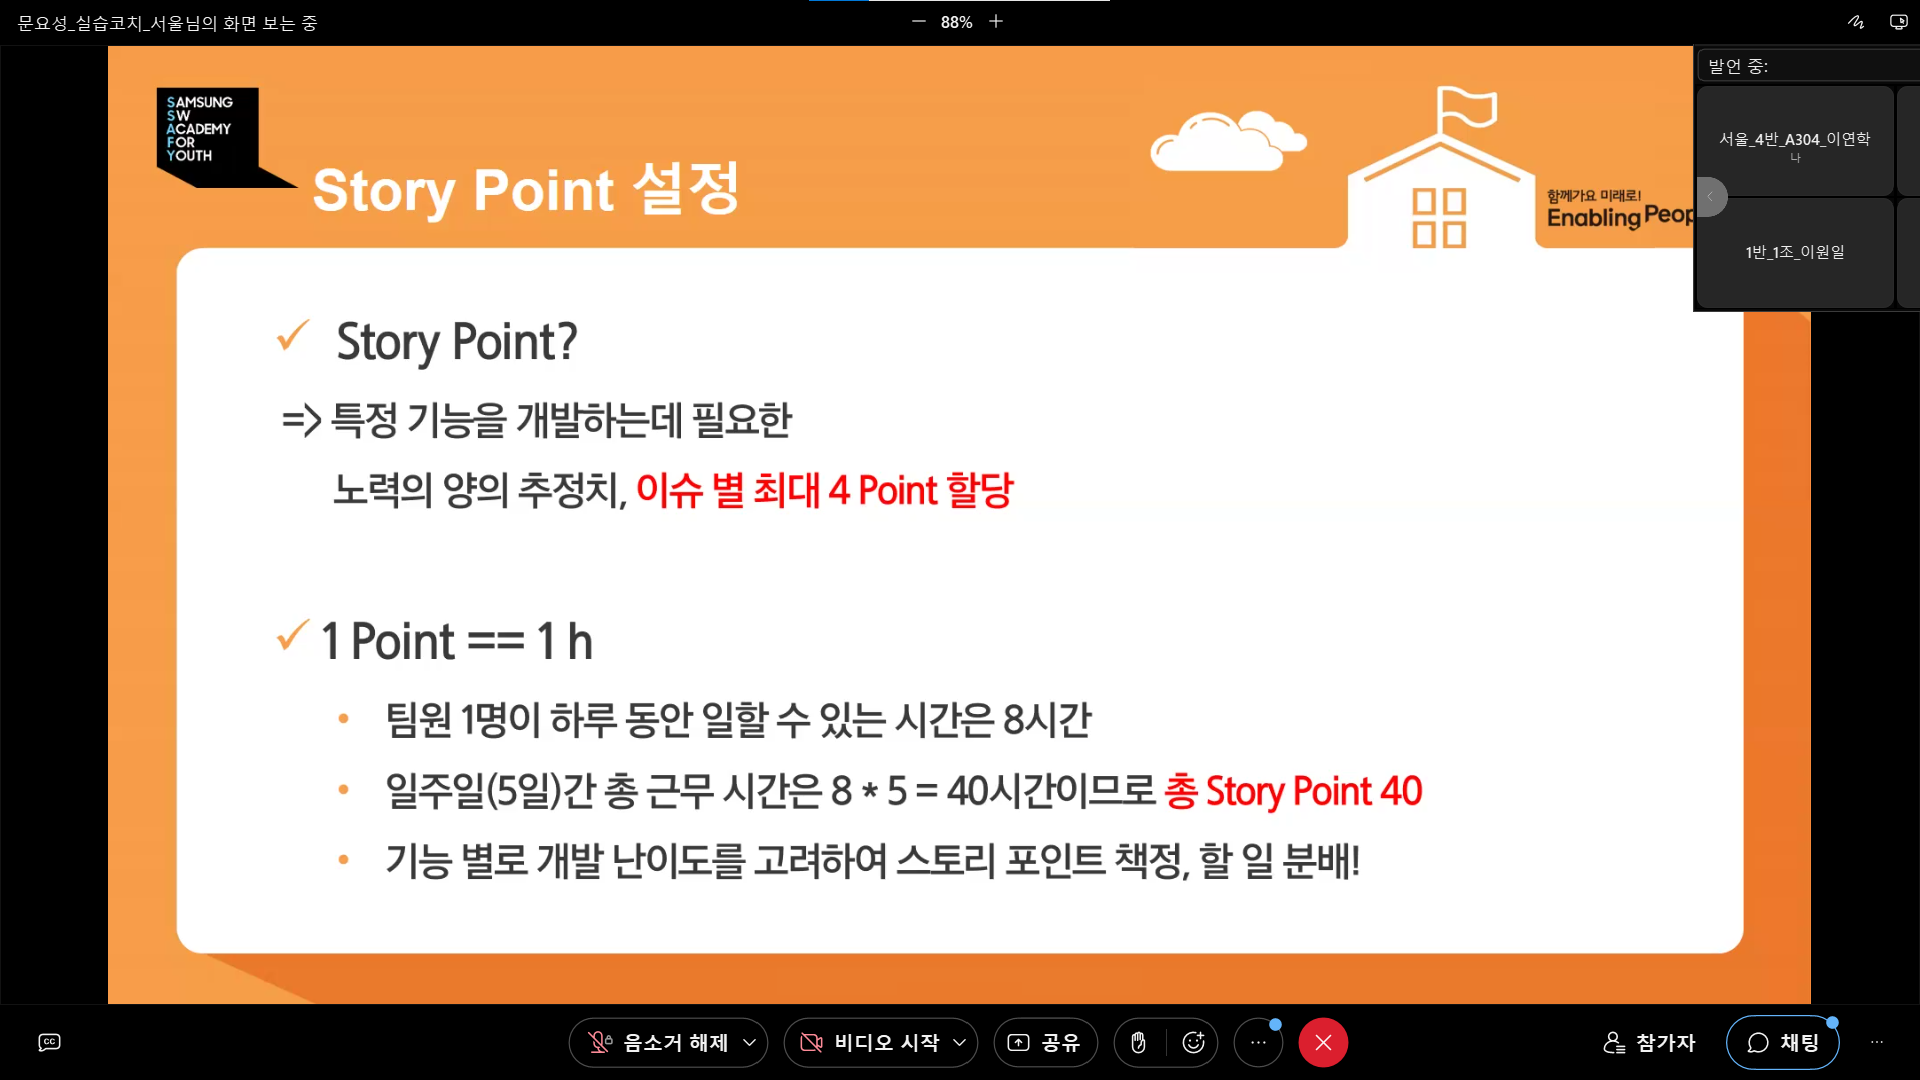 문요성_실습코치_서울님의 화면 보는 중
88%
발언 중:
SAMSUNG
SW
ACADEMY
FOR
YOUTH
Story Point 설정
함께가요 미래로!
Enabling
서울_4반_A304_이연학
나
1반_1조_이원일
Story Point?
=> 특정 기능을 개발하는데 필요한
노력의 양의 추정치, 이슈 별 최대 4 Point 할당
1 Point == 1 h
• 팀원 1명이 하루 동안 일할 수 있는 시간은 8시간
• 일주일(5일)간 총 근무 시간은 8 * 5 = 40시간이므로 총 Story Point 40
• 기능 별로 개발 난이도를 고려하여 스토리 포인트 책정, 할 일 분배!
CC
음소거 해제
비디오 시작
공유
참가자
채팅